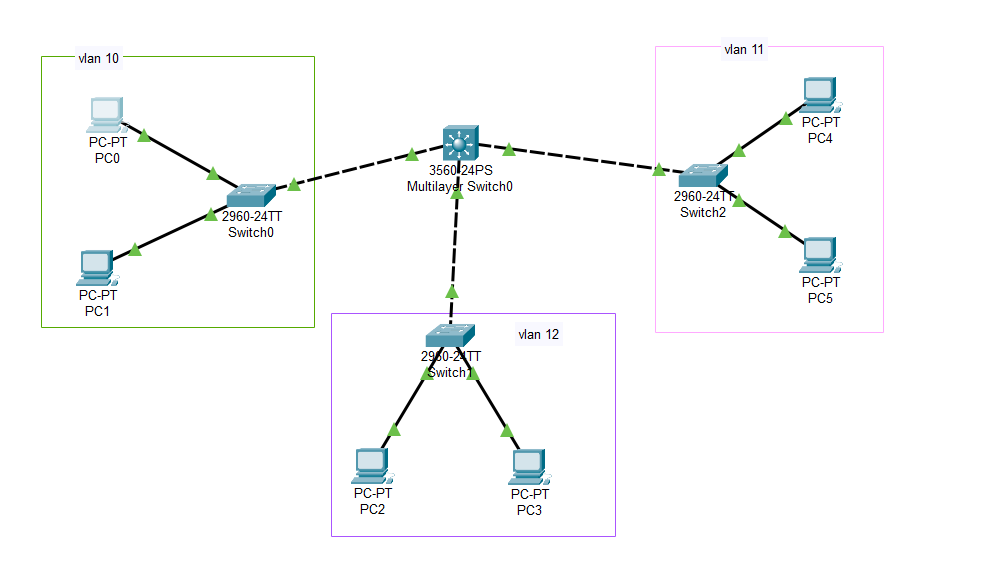 vlan 10
vlan 11
PC-PT
PC0
3560-24PS
Multilayer Switch0
PC-PT
PC4
2960-24TT
Switch0
2960-24TT
Switch2
PC-PT
PC1
PC-PT
PC5
vlan 12
2960-24TT
Switch1
PC-PT
PC2
PC-PT
PC3